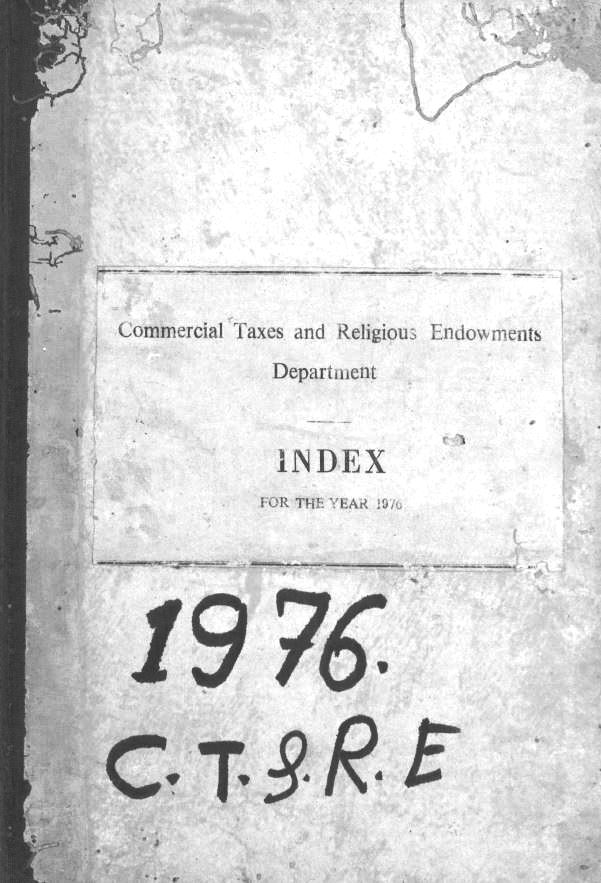 Commercial Taxes and Religious Endowments
Department
INDEX
FOR THE YEAR 1976
1976.
C. T. &. R. E